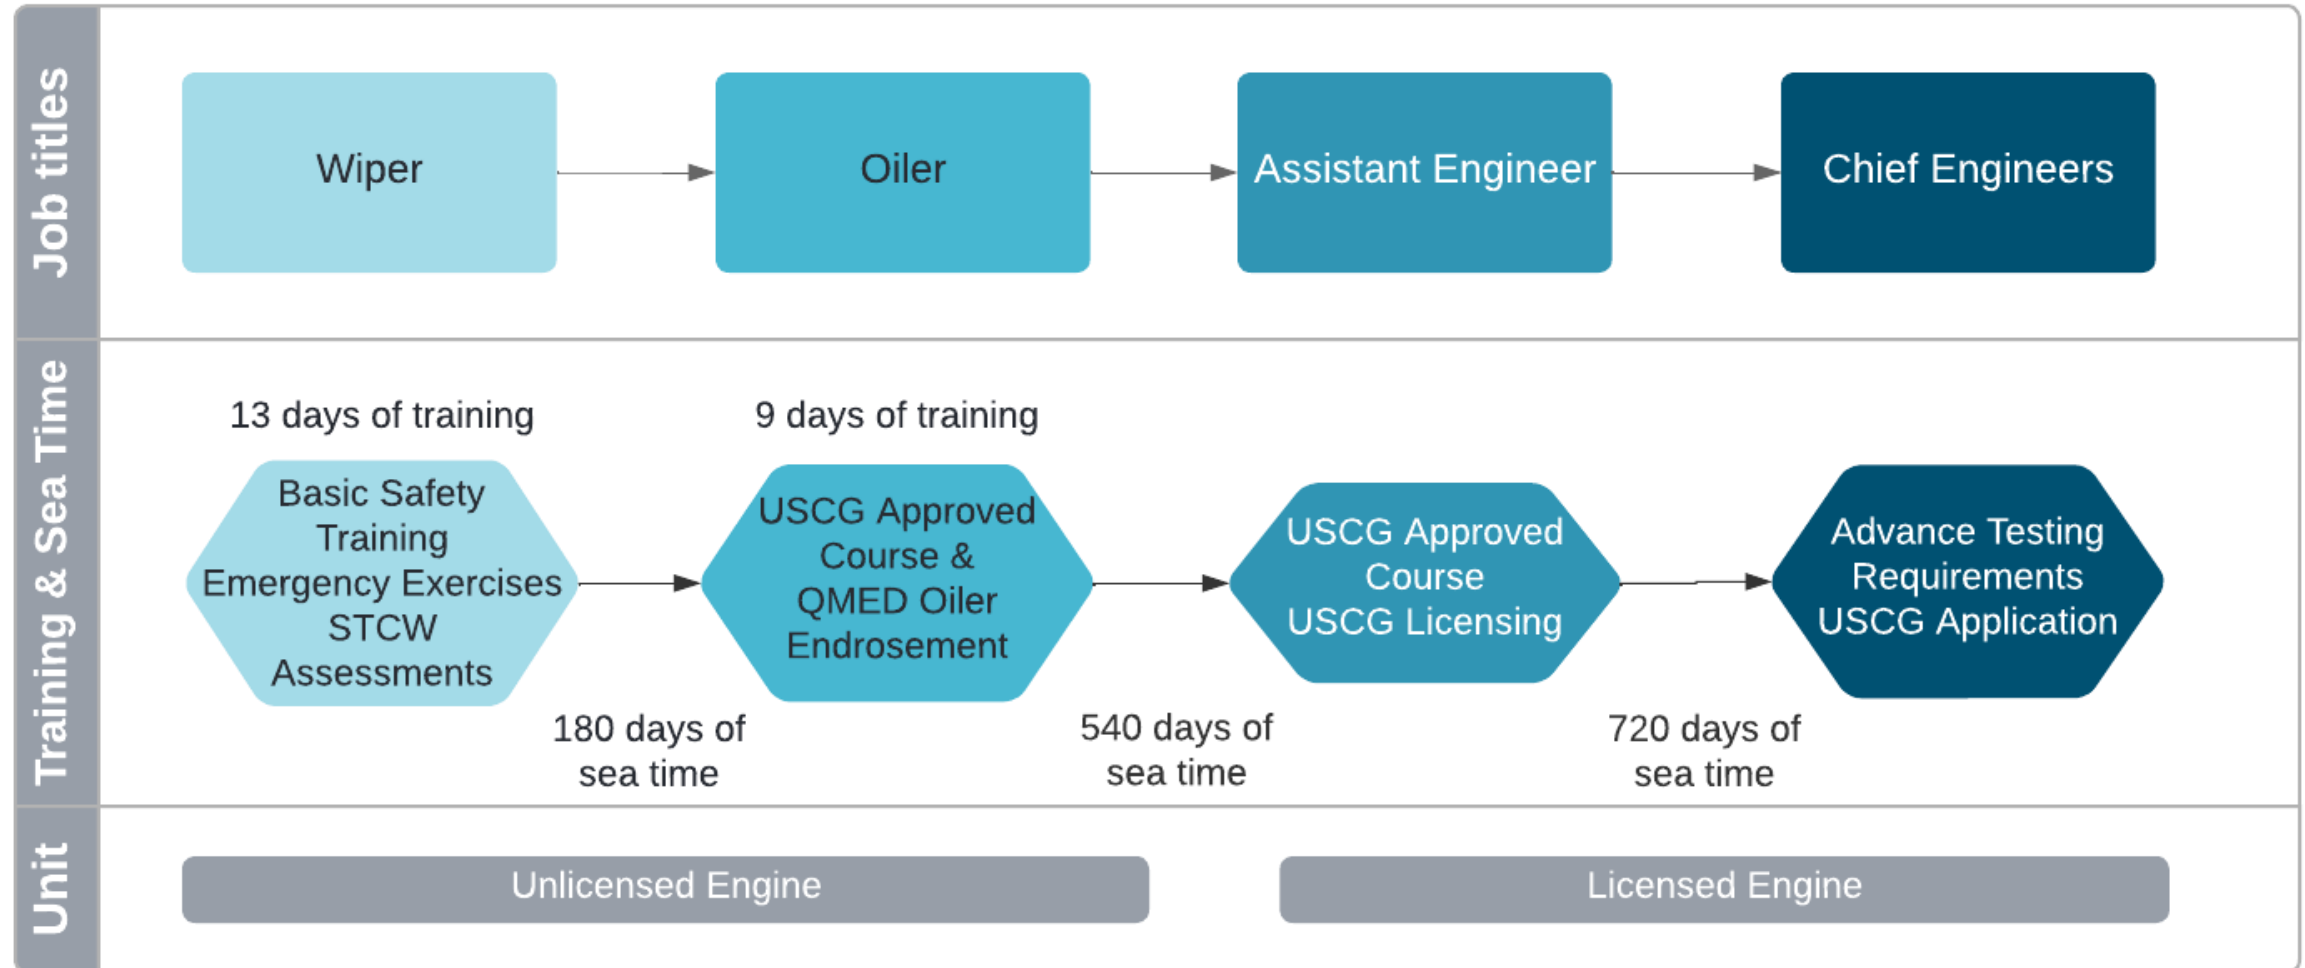 Job titles
Wiper
Oiler
Assistant Engineer
Chief Engineers
Training & Sea Time
13 days of training
9 days of training
Basic Safety
Training
Emergency Exercises
STCW
Assessments
USCG Approved
Course &
QMED Oiler
Endrosement
USCG Approved
Course
USCG Licensing
Advance Testing
Requirements
USCG Application
180 days of
sea time
540 days of
sea time
720 days of
sea time
Unit
Unlicensed Engine
Licensed Engine